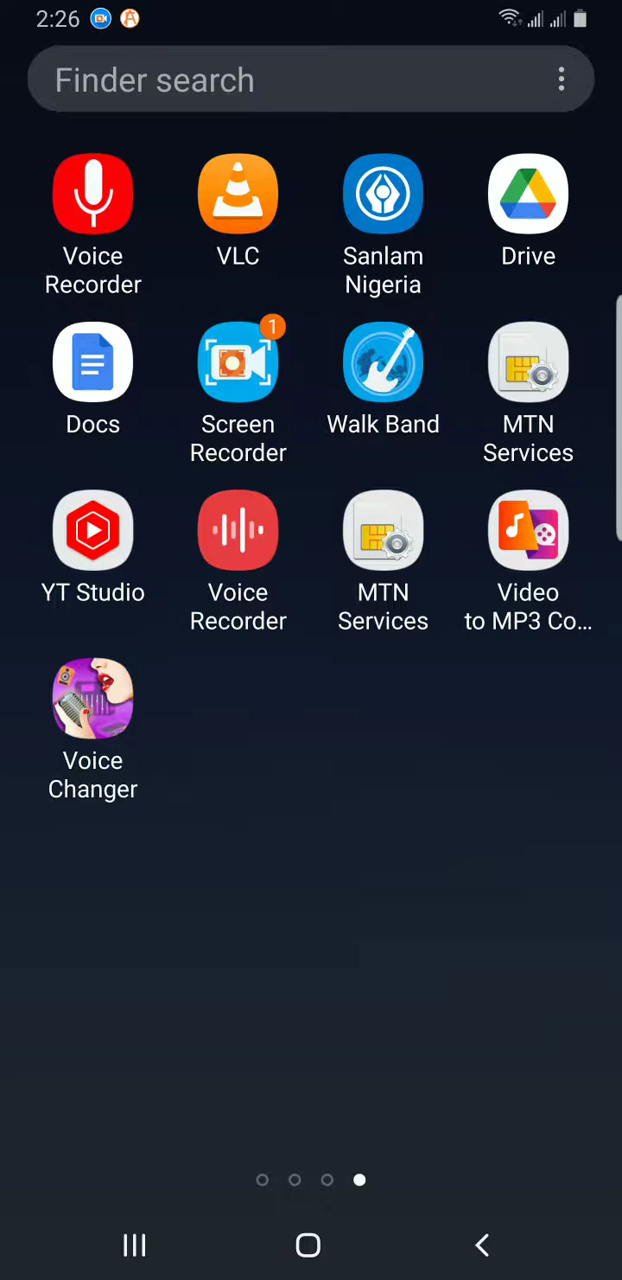 2:26
Finder search
Voice
Recorder
VLC
Sanlam
Nigeria
Drive
Docs
1
Screen
Recorder
Walk Band
MTN
Services
YT Studio
Voice
Recorder
MTN
Services
Video
to MP3 Co...
Voice
Changer